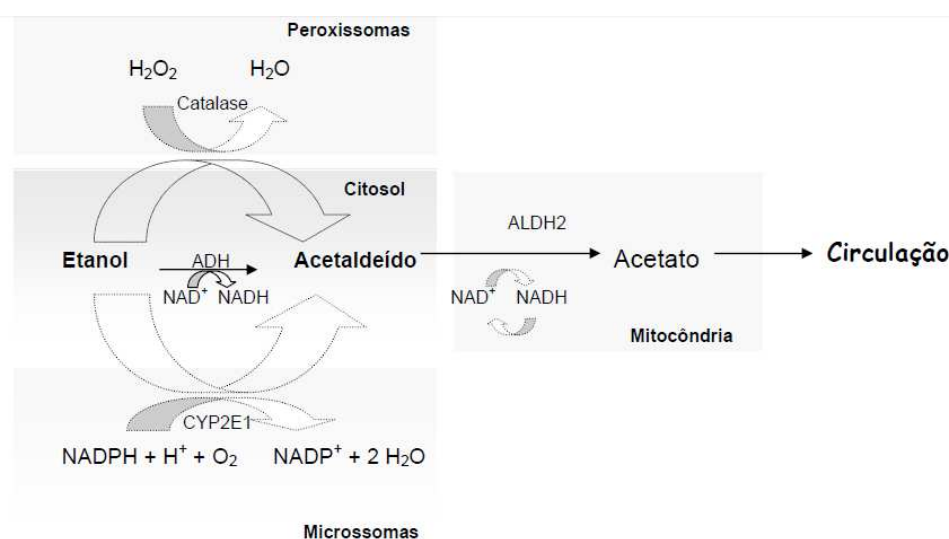 Peroxissomas
H₂O₂ H₂O
Catalase
Citosol
ALDH2
Etanol ADH Acetaldeído Acetato Circulação
NAD⁺ NADH NAD⁺ NADH
Mitocôndria
CYP2E1
NADPH + H⁺ + O₂ NADP⁺ + 2 H₂O
Microssomas